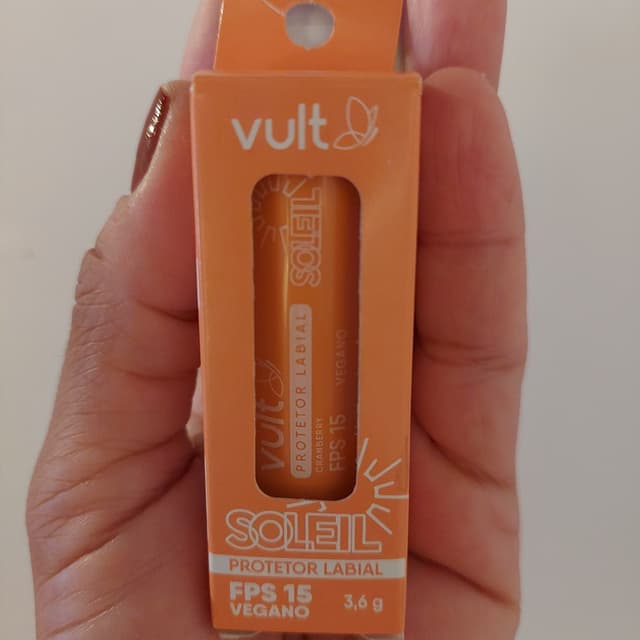 vult
SOLEIL
vult
PROTETOR LABIAL
CRANBERRY
FPS 15
VEGANO
SOLEIL
PROTETOR LABIAL
FPS 15
VEGANO
3,6 g